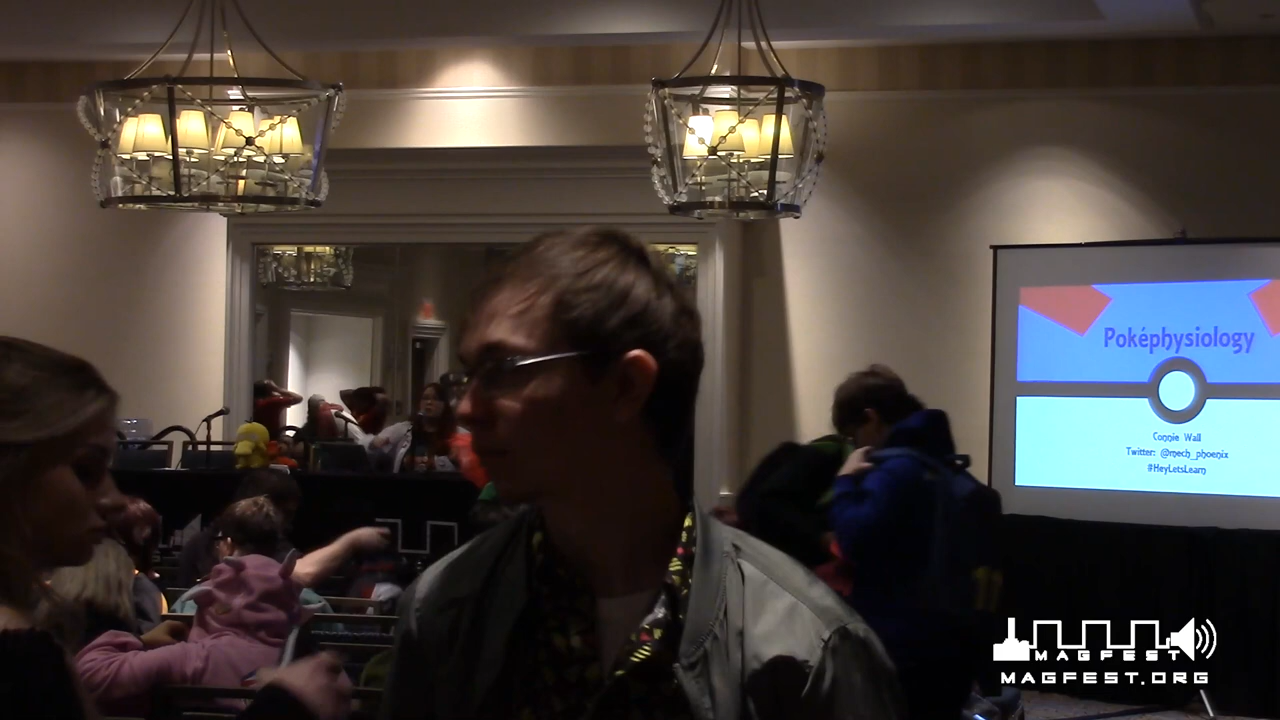 Poképhysiology
Connie Wall
Twitter: @mech_phoenix
#HeyLetsLearn
MAGFEST
MAGFEST.ORG